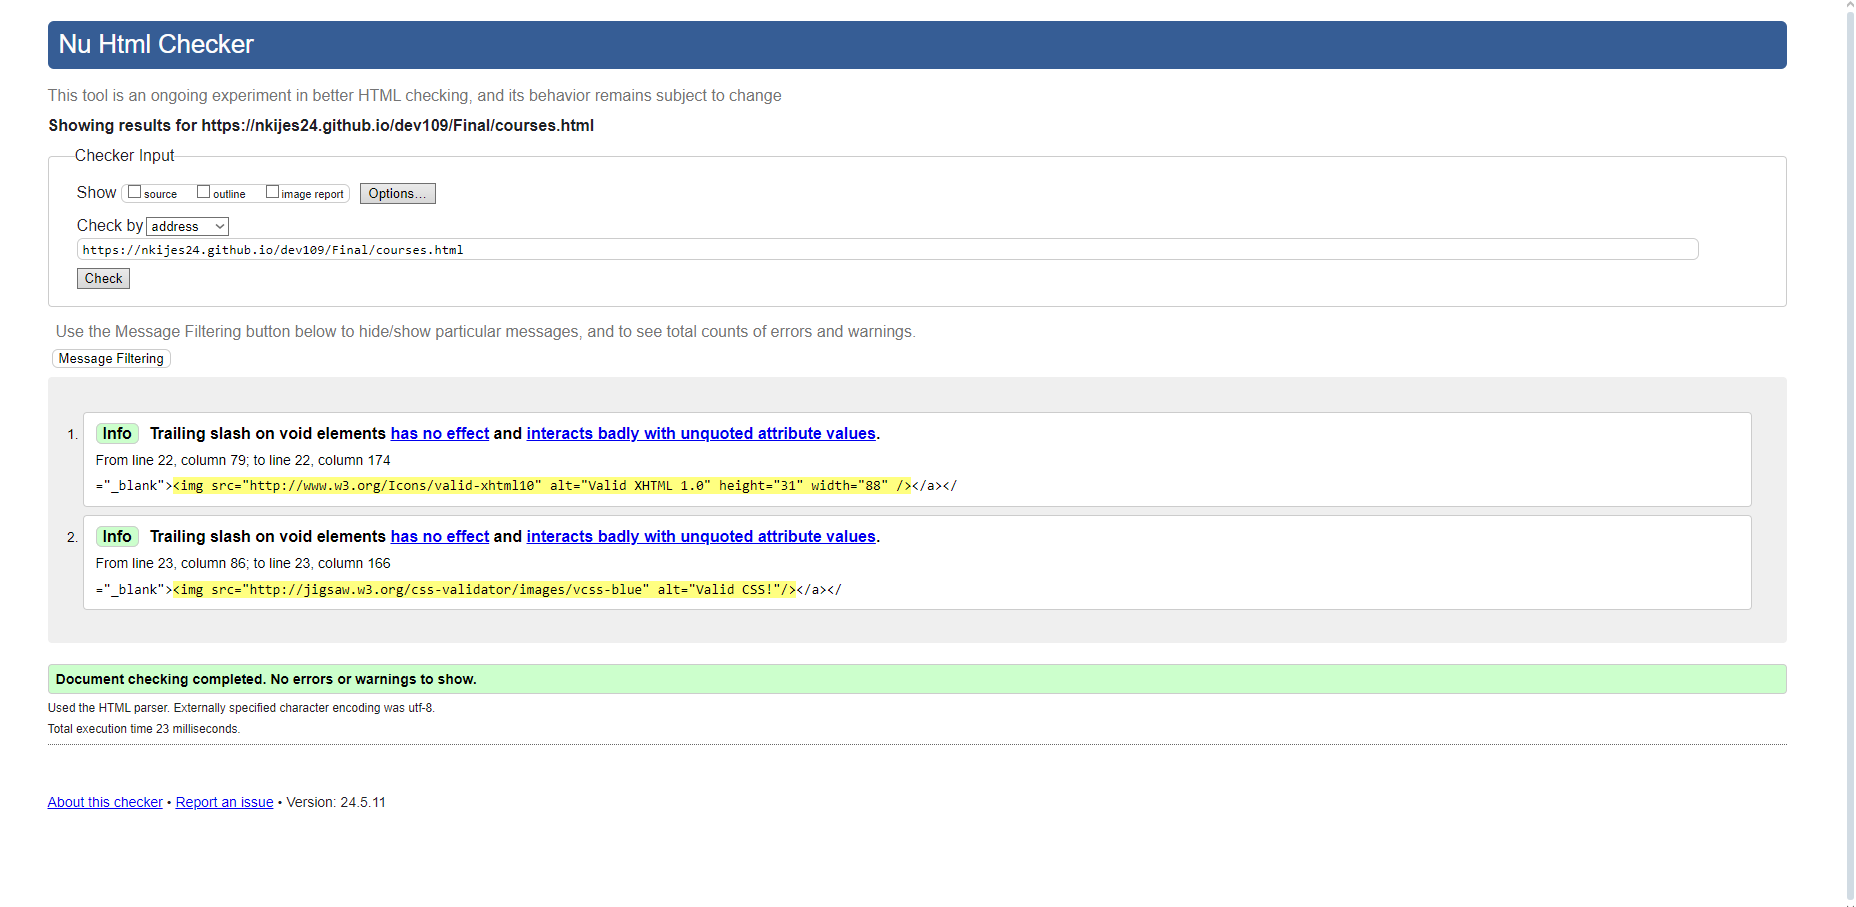 Nu Html Checker
This tool is an ongoing experiment in better HTML checking, and its behavior remains subject to change
Showing results for https://nkijes24.github.io/dev109/Final/courses.html
Checker Input
Show source outline image report Options...
Check by address
https://nkijes24.github.io/dev109/Final/courses.html
Check
Use the Message Filtering button below to hide/show particular messages, and to see total counts of errors and warnings.
Message Filtering
1. Info Trailing slash on void elements has no effect and interacts badly with unquoted attribute values.
From line 22, column 79; to line 22, column 174
="_blank"><img src="http://www.w3.org/Icons/valid-xhtml10" alt="Valid XHTML 1.0" height="31" width="88" /></a></
2. Info Trailing slash on void elements has no effect and interacts badly with unquoted attribute values.
From line 23, column 86; to line 23, column 166
="_blank"><img src="http://jigsaw.w3.org/css-validator/images/vcss-blue" alt="Valid CSS!"/></a></
Document checking completed. No errors or warnings to show.
Used the HTML parser. Externally specified character encoding was utf-8.
Total execution time 23 milliseconds.
About this checker • Report an issue • Version: 24.5.11